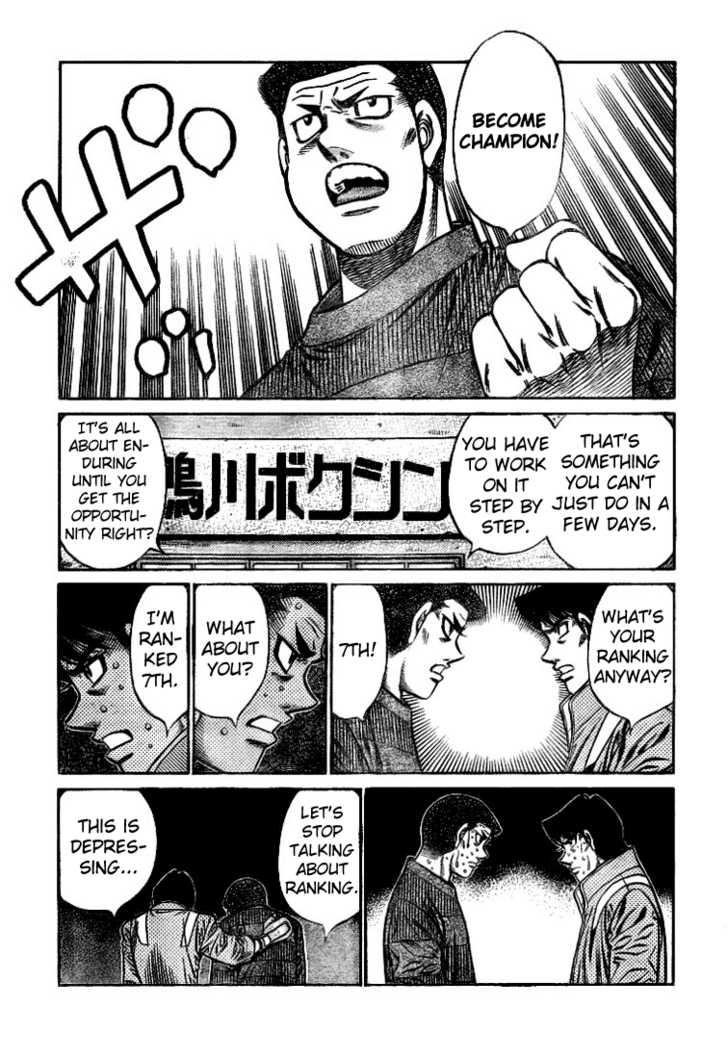 BECOME
CHAMPION!
ザ
THAT'S
SOMETHING
YOU CAN'T
JUST DO IN A
FEW DAYS.
YOU HAVE
TO WORK
ON IT
STEP BY
STEP.
IT'S ALL
ABOUT EN-
DURING
UNTIL YOU
GET THE
OPPORTU-
NITY RIGHT?
鴨川ボクシン
WHAT'S
YOUR
RANKING
ANYWAY?
7TH!
WHAT
ABOUT
YOU?
I'M
RAN-
KED
7TH.
LET'S
STOP
TALKING
ABOUT
RANKING.
THIS IS
DEPRES-
SING...